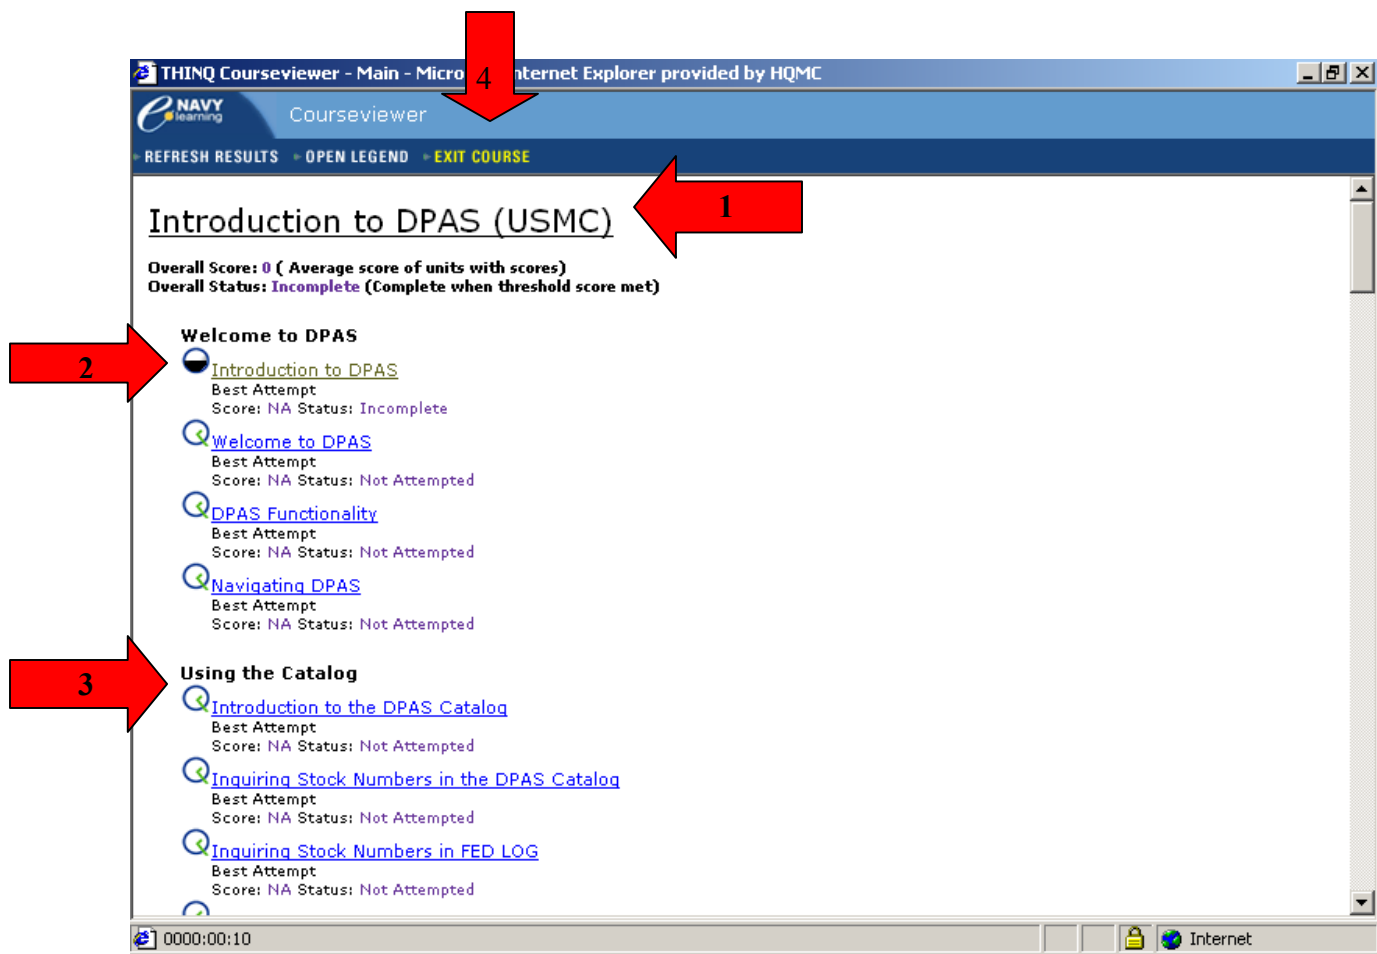 THINQ Courseviewer - Main - Micro nternet Explorer provided by HQMC
4
NAVY
learning
Courseviewer
REFRESH RESULTS OPEN LEGEND EXIT COURSE
1
Introduction to DPAS (USMC)
Overall Score: 0 ( Average score of units with scores)
Overall Status: Incomplete (Complete when threshold score met)
Welcome to DPAS
2
Introduction to DPAS
Best Attempt
Score: NA Status: Incomplete
Welcome to DPAS
Best Attempt
Score: NA Status: Not Attempted
DPAS Functionality
Best Attempt
Score: NA Status: Not Attempted
Navigating DPAS
Best Attempt
Score: NA Status: Not Attempted
Using the Catalog
3
Introduction to the DPAS Catalog
Best Attempt
Score: NA Status: Not Attempted
Inquiring Stock Numbers in the DPAS Catalog
Best Attempt
Score: NA Status: Not Attempted
Inquiring Stock Numbers in FED LOG
Best Attempt
Score: NA Status: Not Attempted
0000:00:10
Internet